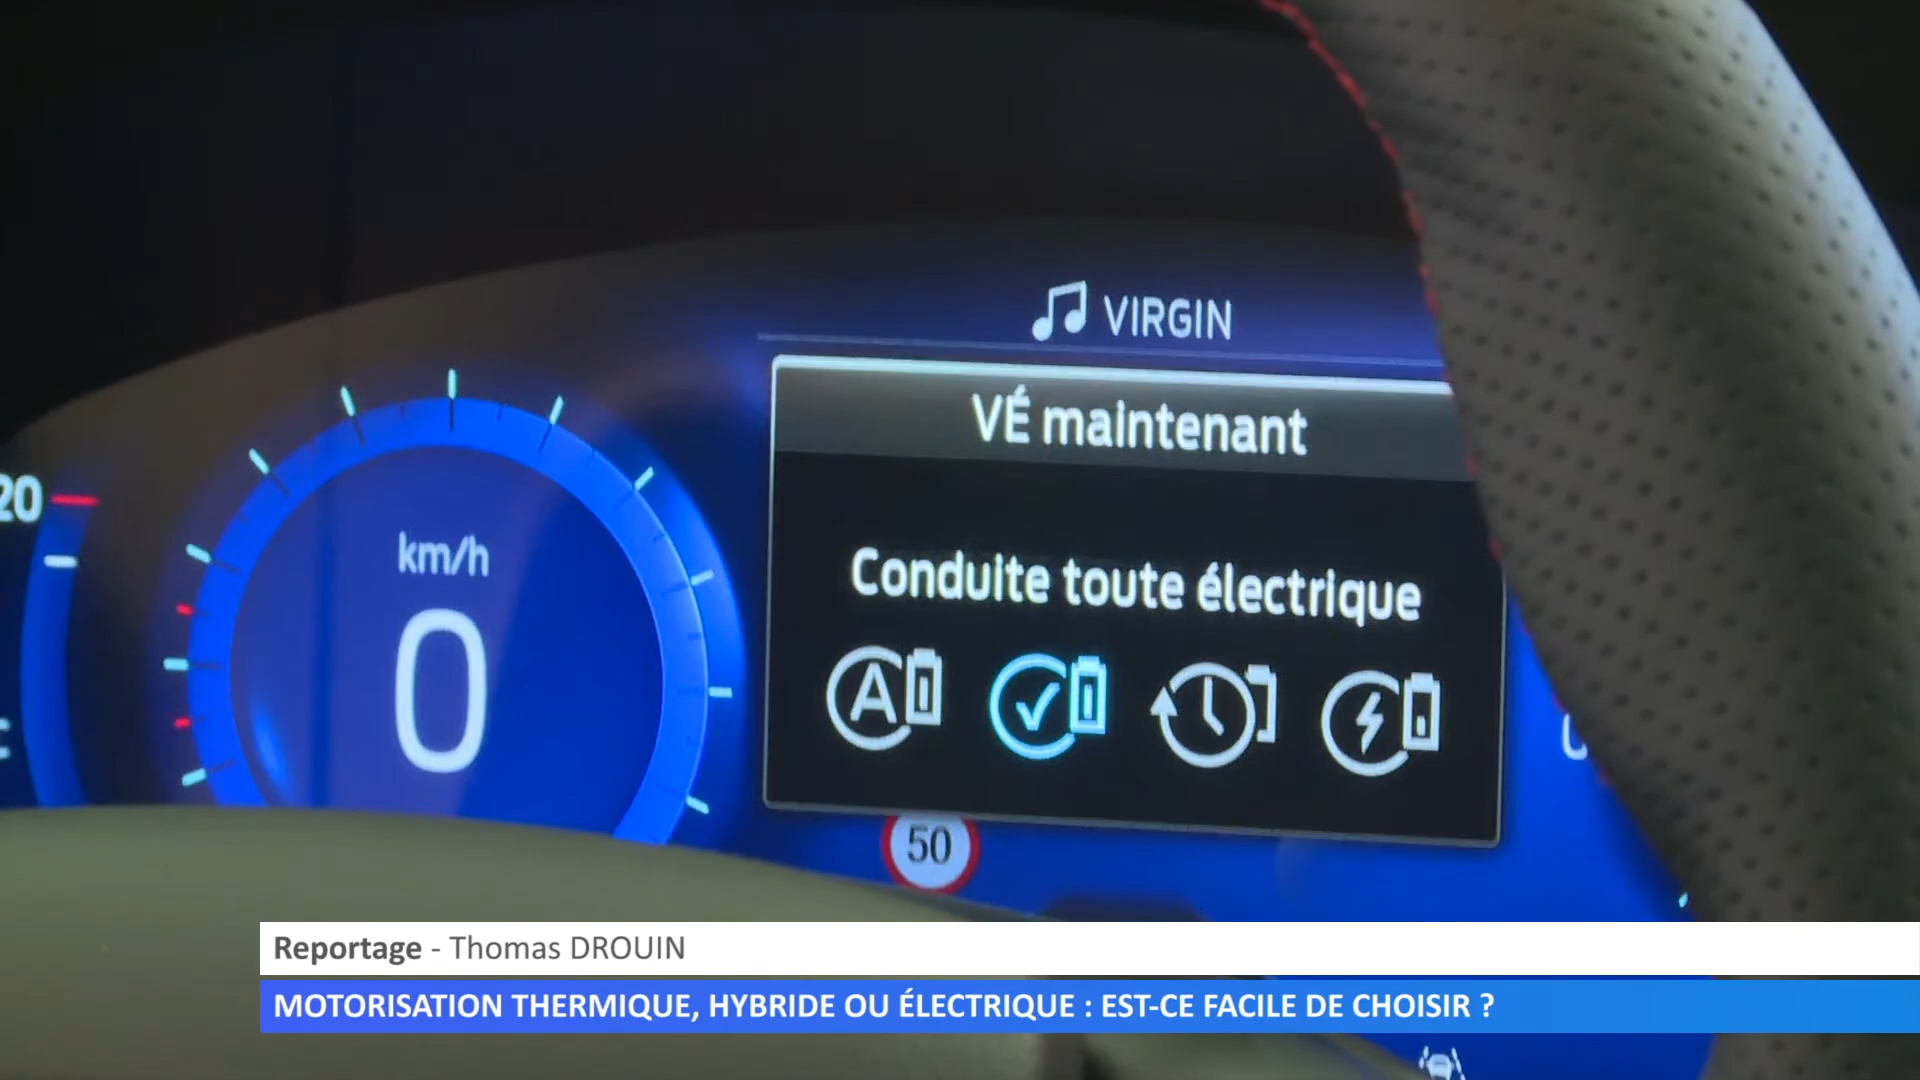 VIRGIN
VÉ maintenant
20
km/h
0
Conduite toute électrique
A
50
Reportage - Thomas DROUIN
MOTORISATION THERMIQUE, HYBRIDE OU ÉLECTRIQUE : EST-CE FACILE DE CHOISIR ?